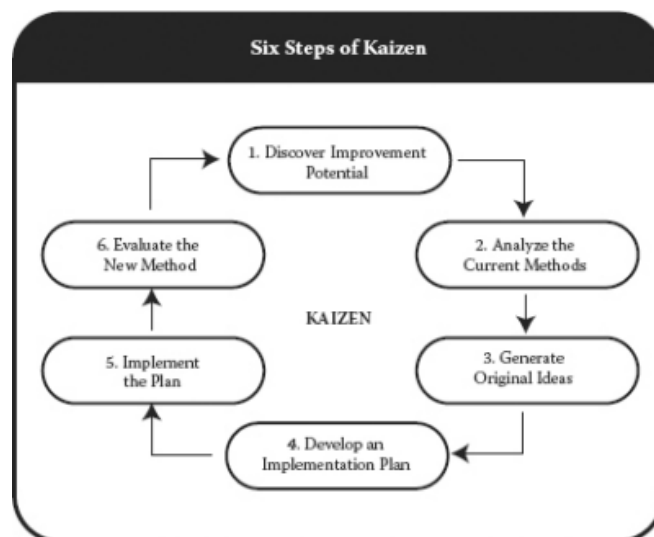 Six Steps of Kaizen
1. Discover Improvement
Potential
2. Analyze the
Current Methods
3. Generate
Original Ideas
4. Develop an
Implementation Plan
5. Implement
the Plan
6. Evaluate the
New Method
KAIZEN